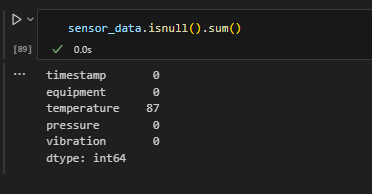 sensor_data.isnull().sum()
[89]
0.0s
...
timestamp 0
equipment 0
temperature 87
pressure 0
vibration 0
dtype: int64